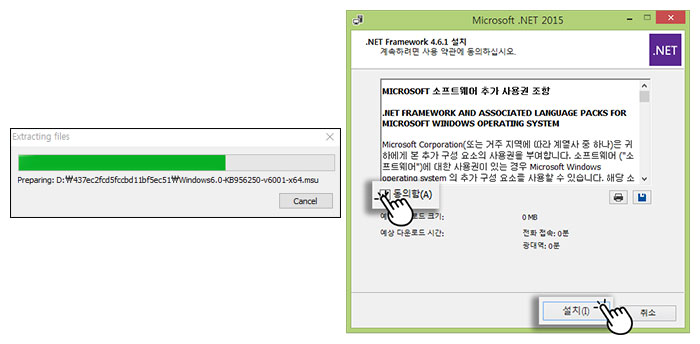 Extracting files
Preparing: D:₩437ec2fcd5fccbd11bf5ec51₩Windows6.0-KB956250-v6001-x64.msu
Cancel
Microsoft .NET 2015
.NET Framework 4.6.1 설치
계속하려면 사용 약관에 동의하십시오.
.NET
MICROSOFT 소프트웨어 추가 사용권 조항
.NET FRAMEWORK AND ASSOCIATED LANGUAGE PACKS FOR
MICROSOFT WINDOWS OPERATING SYSTEM
Microsoft Corporation(또는 거주 지역에 따라 계열사 중 하나)은 귀
하에게 본 추가 구성 요소의 사용권을 부여합니다. 소프트웨어 ("소
프트웨어")에 대한 사용권이 있는 경우 Microsoft Windows
operating system 의 추가 구성 요소를 사용할 수 있습니다. 해당 소
동의함(A)
로드 크기: 0 MB
예상 다운로드 시간: 전화 접속: 0분
광대역: 0분
설치(I)
취소